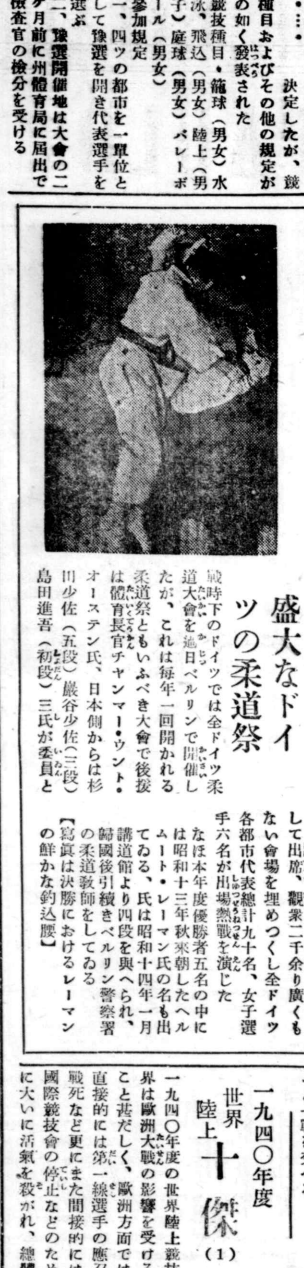 決定したが、競
種目およびその他の規定が
の如く發表された
競技種目・籠球（男女）水
泳、飛込（男女）陸上（男
子）庭球（男女）バレーボ
ール（男女）
參加規定
一、四ツの都市を一單位と
して豫選を開き代表選手を
選ぶ
二、豫選開催地は大會の二
ケ月前に州體育局に屆出で
檢査官の檢分を受ける
盛大なドイ
ツの柔道祭
戰時下のドイツでは全ドイツ柔
道大會を過日ベルリンで開催し
たが、これは毎年一回開かれる
柔道祭ともいふべき大會で後援
は體育長官チヤンマー・ウント・
オーステン氏、日本側からは杉
田少佐（五段）嚴谷少佐（三段）
島田進吾（初段）三氏が委員と
して出席、觀衆二千余り廣くも
ない會場を埋めつくし全ドイツ
各都市代表總計九十名、女子選
手六名が出場熱戰を演じた
なほ本年度優勝者五名の中に
は昭和十三年秋來朝したヘル
ムート・レーマン氏の名も出
てゐる、氏は昭和十四年一月
講道館より四段を與へられ、
歸國後引續きベルリン警察署
の柔道敎師をしてゐる
【寫眞は決勝におけるレーマン
の鮮かな釣込腰】
一九四〇年度
世界
陸上
十傑
（1）
一九四〇年度の世界陸上競技
界は歐洲大戰の影響を受ける
こと甚だしく、歐洲方面では
直接的には第一線選手の應召
戰死など更にまた間接的には
國際競技會の停止などのため
に大いに活氣を殺がれ、總體